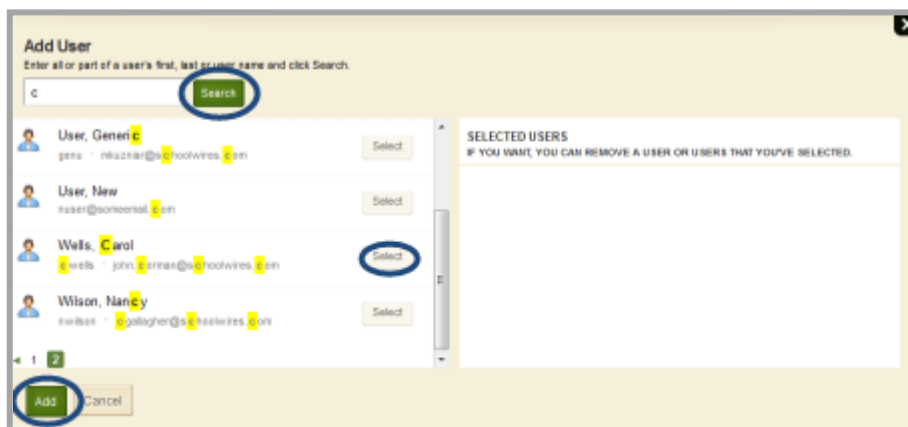 Add User
Enter all or part of a user's first, last or user name and click Search.
c
Search
User, Generic
genu · mkuzniar@schoolwires.com
Select
User, New
nuser@someemail.com
Select
Wells, Carol
cwells · john.corman@schoolwires.com
Select
Wilson, Nancy
nwilson · cgallagher@schoolwires.com
Select
1 2
SELECTED USERS
IF YOU WANT, YOU CAN REMOVE A USER OR USERS THAT YOU'VE SELECTED.
Add
Cancel